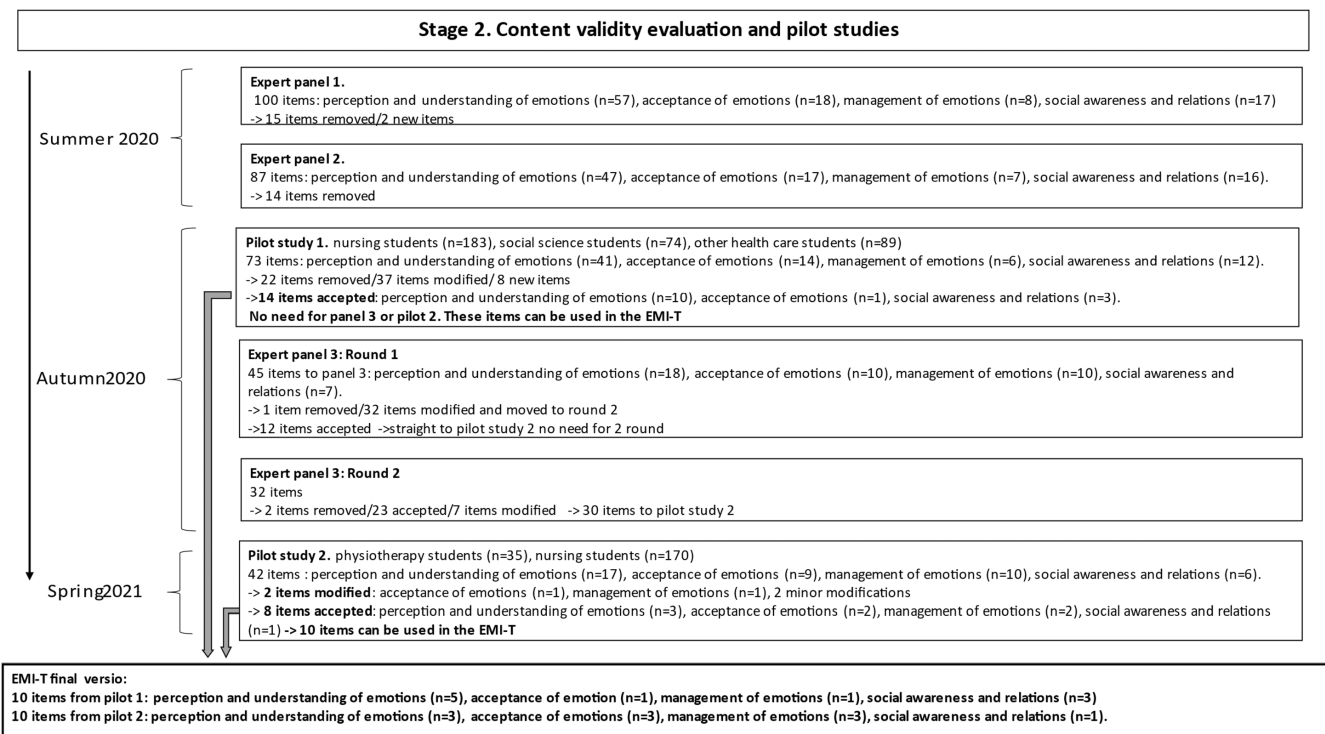 Stage 2. Content validity evaluation and pilot studies
Summer 2020
Expert panel 1.
100 items: perception and understanding of emotions (n=57), acceptance of emotions (n=18), management of emotions (n=8), social awareness and relations (n=17)
-> 15 items removed/2 new items
Expert panel 2.
87 items: perception and understanding of emotions (n=47), acceptance of emotions (n=17), management of emotions (n=7), social awareness and relations (n=16).
-> 14 items removed
Autumn2020
Pilot study 1. nursing students (n=183), social science students (n=74), other health care students (n=89)
73 items: perception and understanding of emotions (n=41), acceptance of emotions (n=14), management of emotions (n=6), social awareness and relations (n=12).
-> 22 items removed/37 items modified/ 8 new items
->14 items accepted: perception and understanding of emotions (n=10), acceptance of emotions (n=1), social awareness and relations (n=3).
No need for panel 3 or pilot 2. These items can be used in the EMI-T
Expert panel 3: Round 1
45 items to panel 3: perception and understanding of emotions (n=18), acceptance of emotions (n=10), management of emotions (n=10), social awareness and
relations (n=7).
-> 1 item removed/32 items modified and moved to round 2
->12 items accepted ->straight to pilot study 2 no need for 2 round
Expert panel 3: Round 2
32 items
-> 2 items removed/23 accepted/7 items modified -> 30 items to pilot study 2
Spring2021
Pilot study 2. physiotherapy students (n=35), nursing students (n=170)
42 items : perception and understanding of emotions (n=17), acceptance of emotions (n=9), management of emotions (n=10), social awareness and relations (n=6).
-> 2 items modified: acceptance of emotions (n=1), management of emotions (n=1), 2 minor modifications
-> 8 items accepted: perception and understanding of emotions (n=3), acceptance of emotions (n=2), management of emotions (n=2), social awareness and relations
(n=1) -> 10 items can be used in the EMI-T
EMI-T final versio:
10 items from pilot 1: perception and understanding of emotions (n=5), acceptance of emotion (n=1), management of emotions (n=1), social awareness and relations (n=3)
10 items from pilot 2: perception and understanding of emotions (n=3), acceptance of emotions (n=3), management of emotions (n=3), social awareness and relations (n=1).